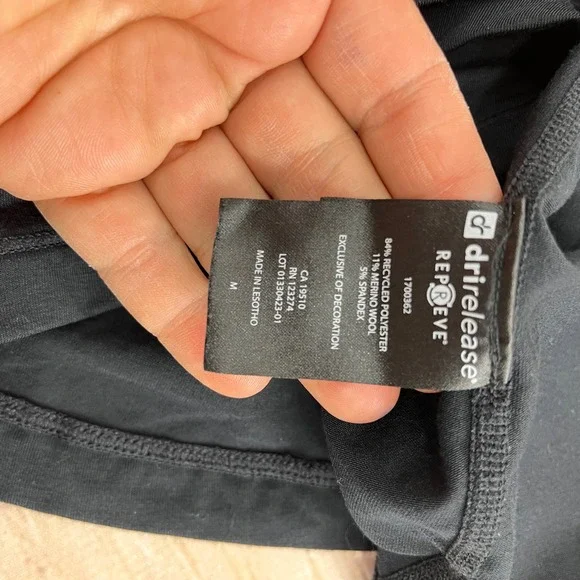 drirelease®
REPREVE®
1700362
84% RECYCLED POLYESTER
11% MERINO WOOL
5% SPANDEX
EXCLUSIVE OF DECORATION
CA 19510
RN 123274
LOT 01330423-01
MADE IN LESOTHO
M